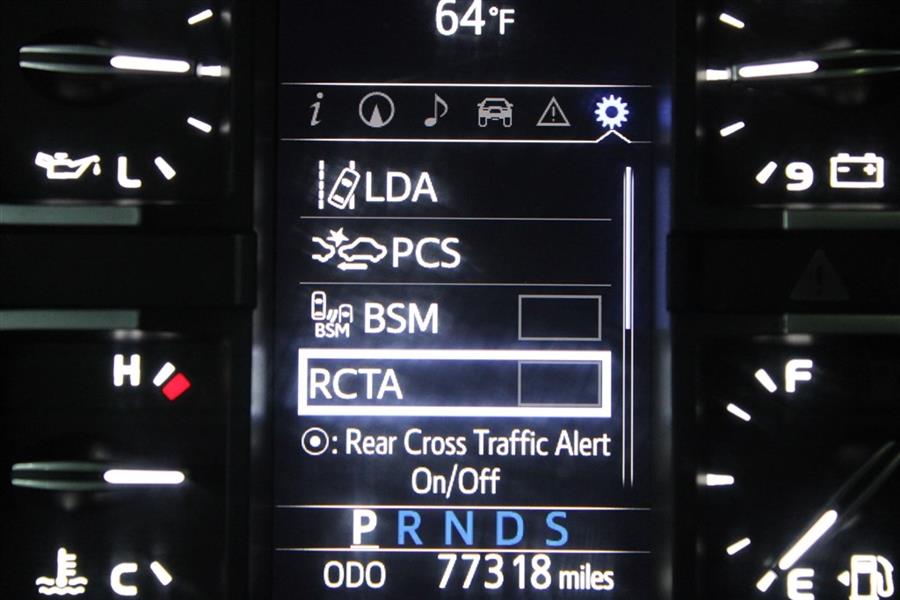 64°F
i
LDA
L
9
PCS
BSM BSM
H
F
RCTA
: Rear Cross Traffic Alert
On/Off
P R N D S
C
E
ODO 77318 miles